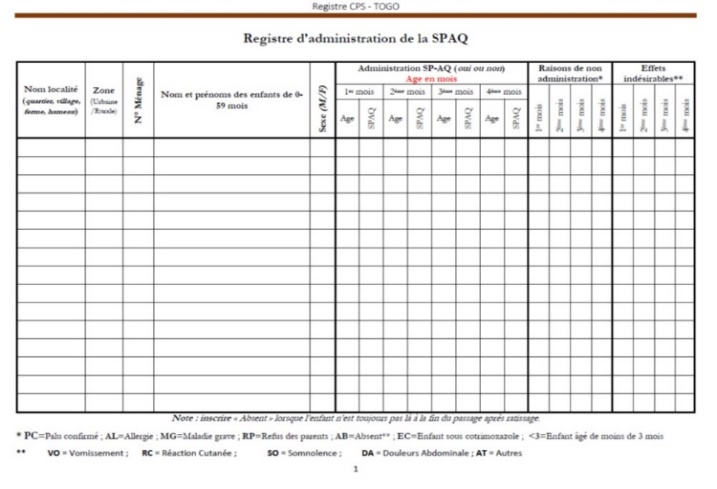 Registre CPS - TOGO
Registre d'administration de la SPAQ
Nom localité (quartier, village, ferme, hameau)
Zone (Urbaine /Rurale)
N° Ménage
Nom et prénoms des enfants de 0-59 mois
Sexe (M/F)
Administration SP-AQ (oui ou non)
Age en mois
1er mois 2ème mois 3ème mois 4ème mois
Age SPAQ Age SPAQ Age SPAQ Age SPAQ
Raisons de non administration*
1er mois 2ème mois 3ème mois 4ème mois
Effets indésirables**
1er mois 2ème mois 3ème mois 4ème mois
Note : inscrire « Absent » lorsque l'enfant n'est toujours pas là à la fin du passage après ratissage.
* PC=Palu confirmé ; AL=Allergie ; MG=Maladie grave ; RP=Refus des parents ; AB=Absent** ; EC=Enfant sous cotrimoxazole ; <3=Enfant âgé de moins de 3 mois
** VO = Vomissement ; RC = Réaction Cutanée ; SO = Somnolence ; DA = Douleurs Abdominale ; AT = Autres
1